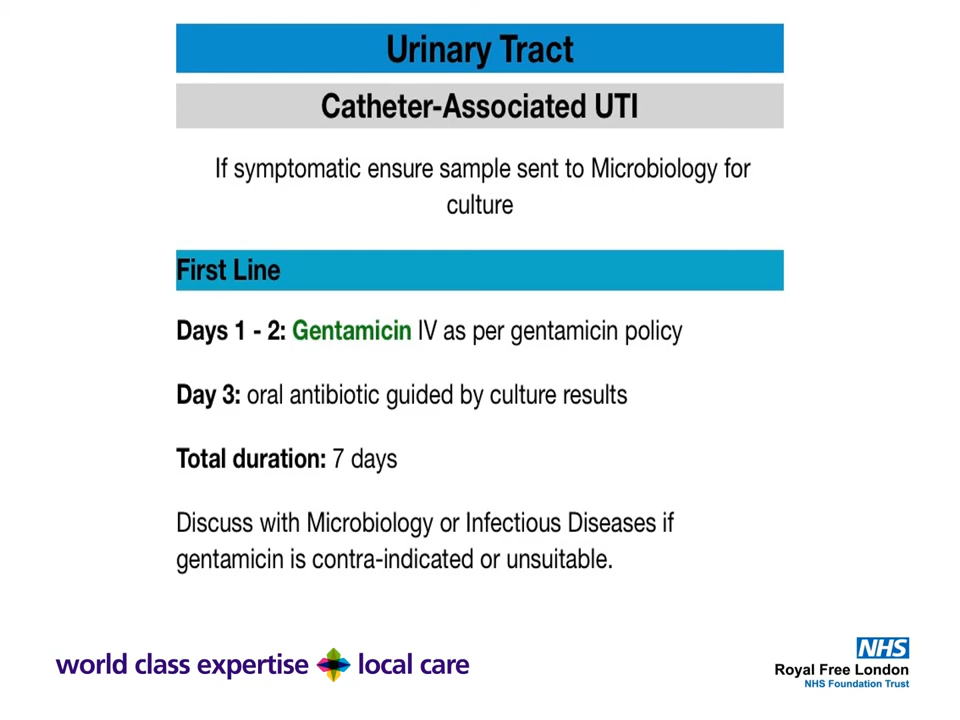 Urinary Tract
Catheter-Associated UTI
If symptomatic ensure sample sent to Microbiology for
culture
First Line
Days 1 - 2: Gentamicin IV as per gentamicin policy
Day 3: oral antibiotic guided by culture results
Total duration: 7 days
Discuss with Microbiology or Infectious Diseases if
gentamicin is contra-indicated or unsuitable.
world class expertise local care
NHS
Royal Free London
NHS Foundation Trust